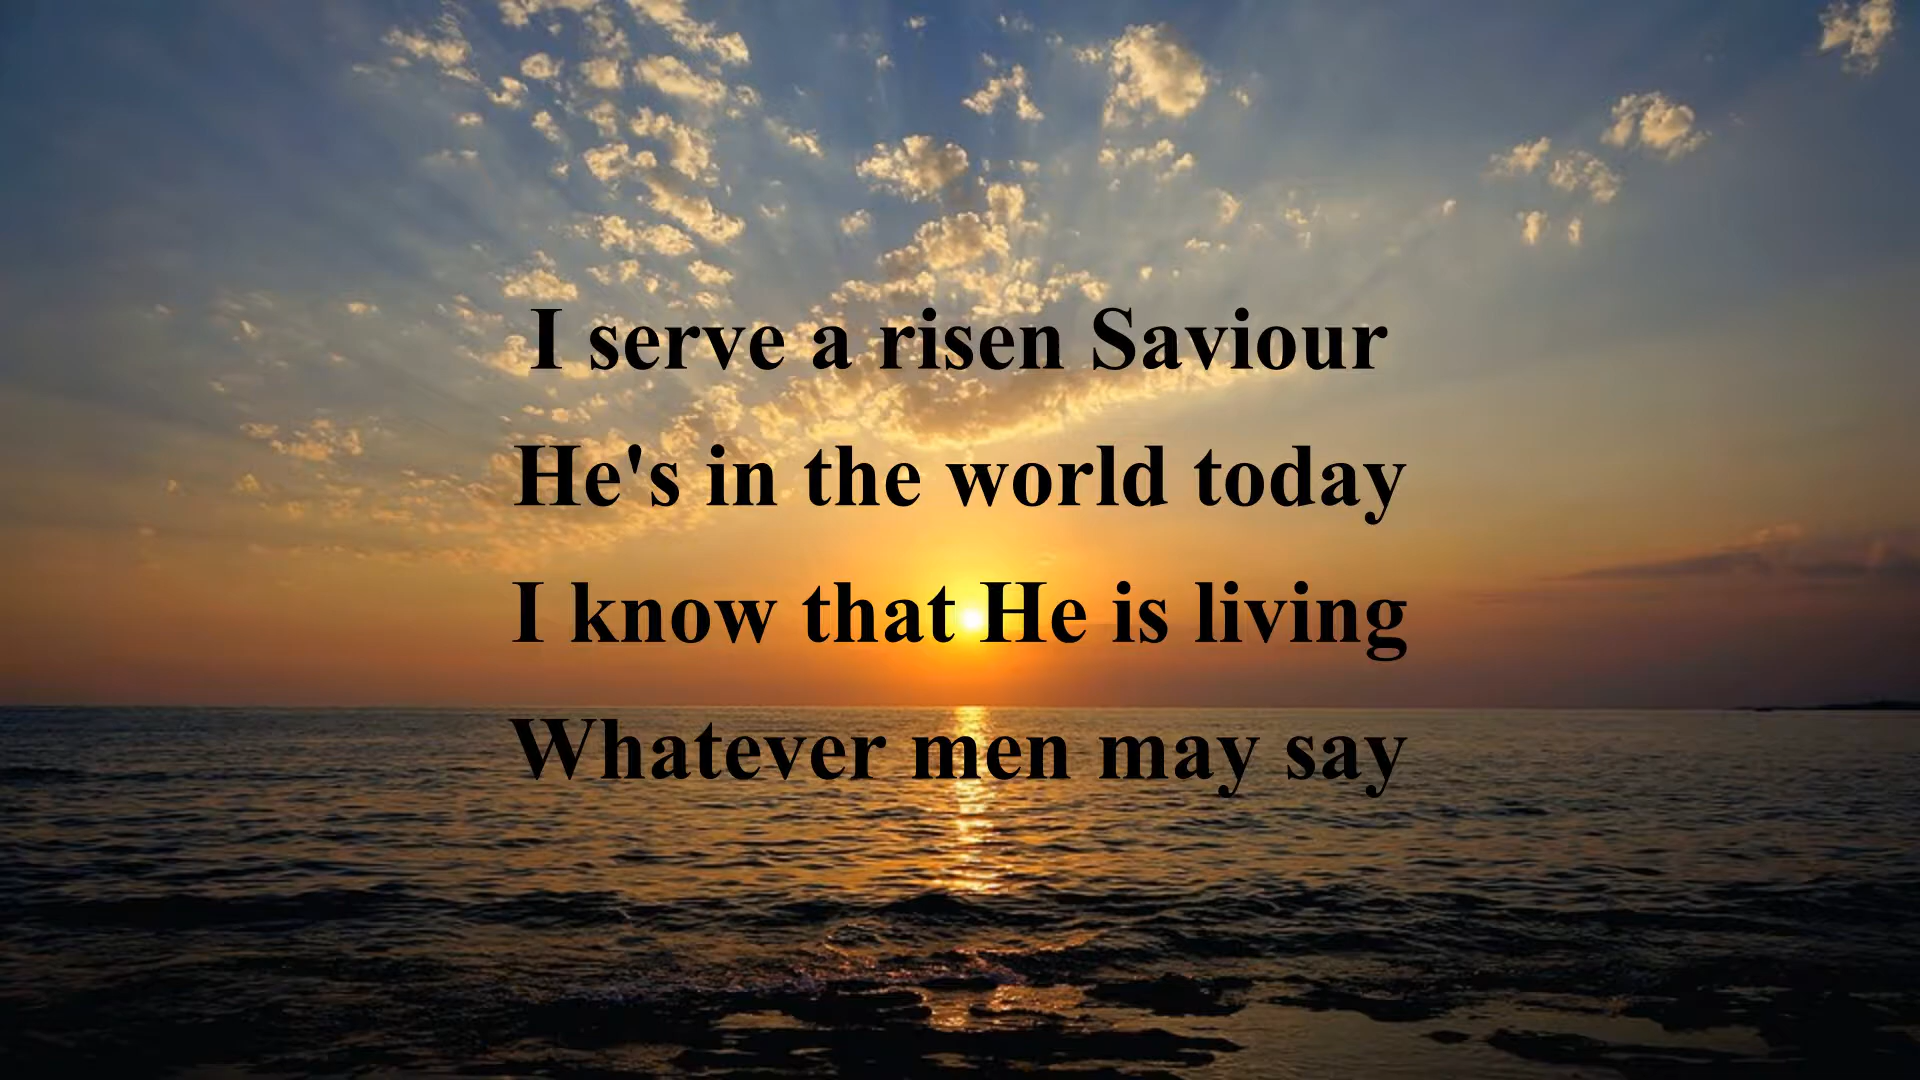 I serve a risen Saviour
He's in the world today
I know that He is living
Whatever men may say